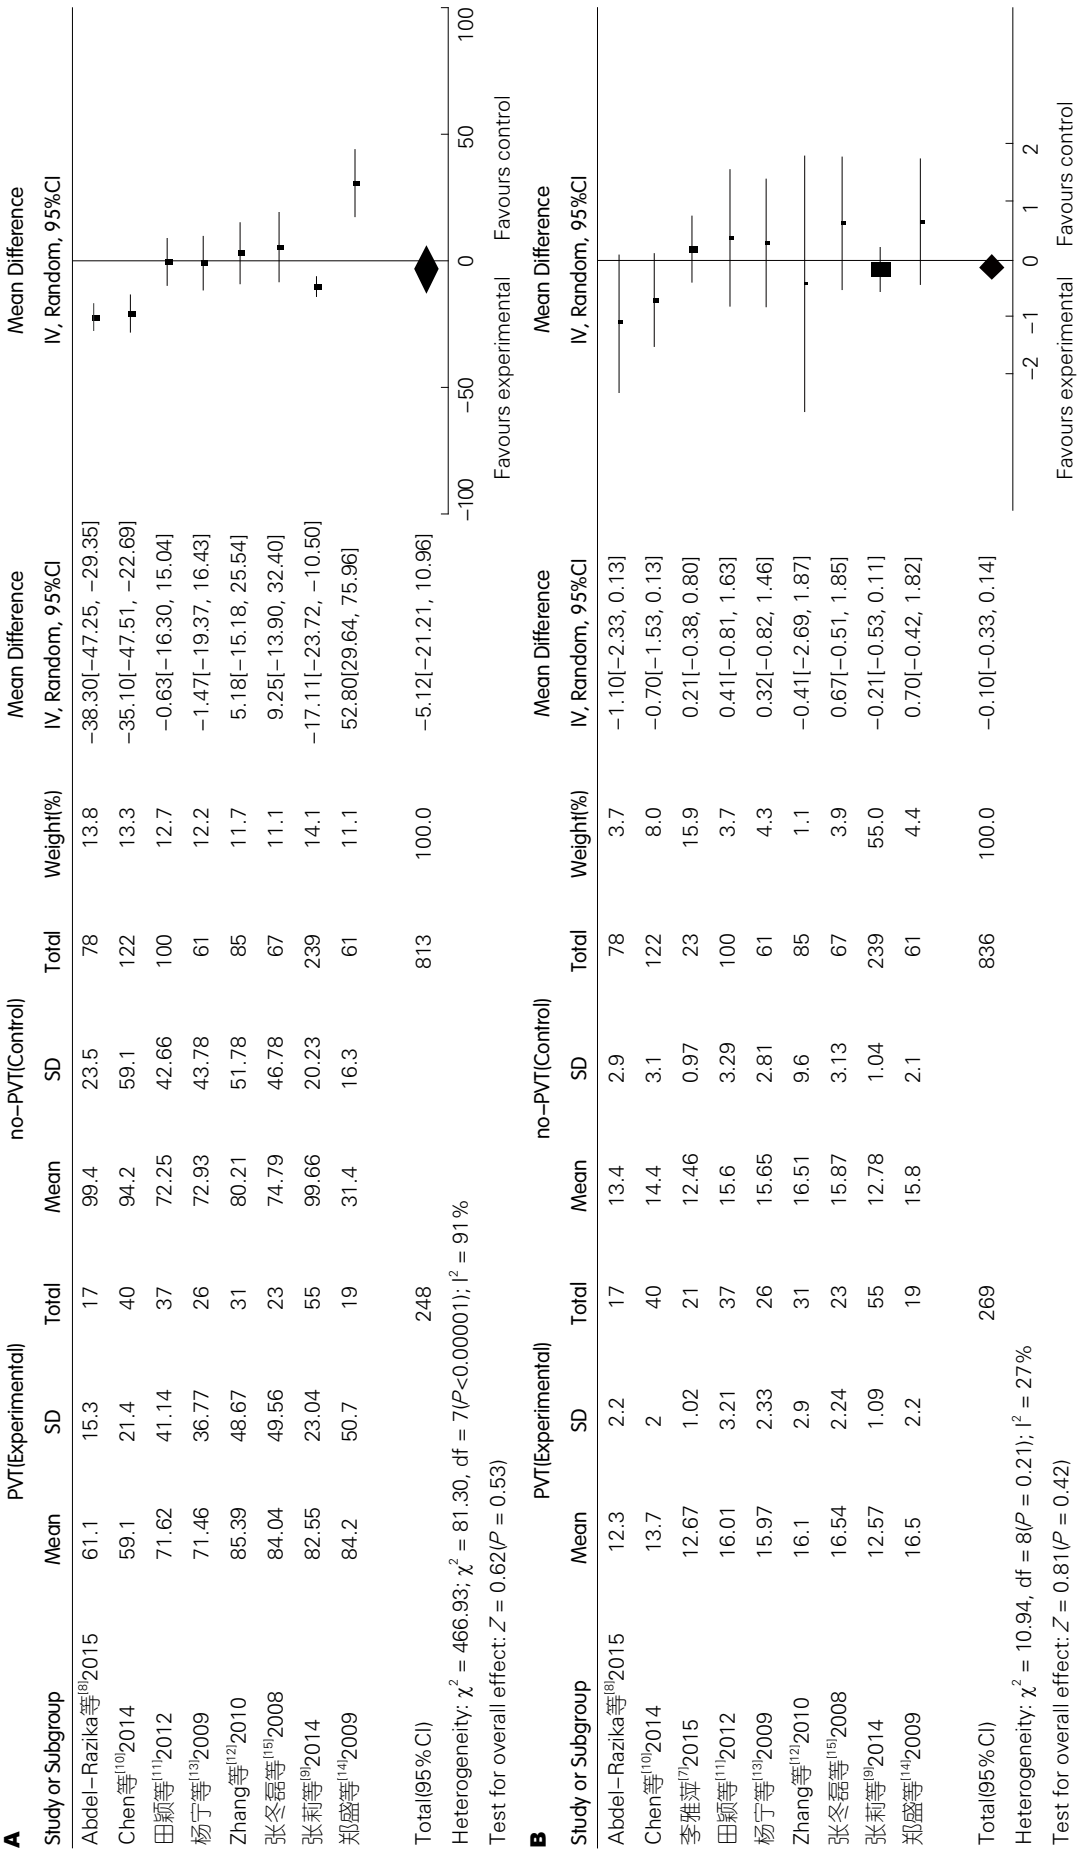 A
PVT(Experimental) no–PVT(Control) Mean Difference Mean Difference
Study or Subgroup Mean SD Total Mean SD Total Weight(%) IV, Random, 95%CI IV, Random, 95%CI
Abdel–Razika等[8]2015 61.1 15.3 17 99.4 23.5 78 13.8 −38.30[−47.25, −29.35]
Chen等[10]2014 59.1 21.4 40 94.2 59.1 122 13.3 −35.10[−47.51, −22.69]
田颖等[11]2012 71.62 41.14 37 72.25 42.66 100 12.7 −0.63[−16.30, 15.04]
杨宁等[13]2009 71.46 36.77 26 72.93 43.78 61 12.2 −1.47[−19.37, 16.43]
Zhang等[12]2010 85.39 48.67 31 80.21 51.78 85 11.7 5.18[−15.18, 25.54]
张冬磊等[15]2008 84.04 49.56 23 74.79 46.78 67 11.1 9.25[−13.90, 32.40]
张莉等[9]2014 82.55 23.04 55 99.66 20.23 239 14.1 −17.11[−23.72, −10.50]
郑盛等[14]2009 84.2 50.7 19 31.4 16.3 61 11.1 52.80[29.64, 75.96]
Total(95%CI) 248 813 100.0 −5.12[−21.21, 10.96]
Heterogeneity: χ² = 466.93; χ² = 81.30, df = 7(P<0.00001); I² = 91%
−100 −50 0 50 100
Test for overall effect: Z = 0.62(P = 0.53)
Favours experimental Favours control
B
PVT(Experimental) no–PVT(Control) Mean Difference Mean Difference
Study or Subgroup Mean SD Total Mean SD Total Weight(%) IV, Random, 95%CI IV, Random, 95%CI
Abdel–Razika等[8]2015 12.3 2.2 17 13.4 2.9 78 3.7 −1.10[−2.33, 0.13]
Chen等[10]2014 13.7 2 40 14.4 3.1 122 8.0 −0.70[−1.53, 0.13]
李雅萍[7]2015 12.67 1.02 21 12.46 0.97 23 15.9 0.21[−0.38, 0.80]
田颖等[11]2012 16.01 3.21 37 15.6 3.29 100 3.7 0.41[−0.81, 1.63]
杨宁等[13]2009 15.97 2.33 26 15.65 2.81 61 4.3 0.32[−0.82, 1.46]
Zhang等[12]2010 16.1 2.9 31 16.51 9.6 85 1.1 −0.41[−2.69, 1.87]
张冬磊等[15]2008 16.54 2.24 23 15.87 3.13 67 3.9 0.67[−0.51, 1.85]
张莉等[9]2014 12.57 1.09 55 12.78 1.04 239 55.0 −0.21[−0.53, 0.11]
郑盛等[14]2009 16.5 2.2 19 15.8 2.1 61 4.4 0.70[−0.42, 1.82]
Total(95%CI) 269 836 100.0 −0.10[−0.33, 0.14]
Heterogeneity: χ² = 10.94, df = 8(P = 0.21); I² = 27%
−2 −1 0 1 2
Test for overall effect: Z = 0.81(P = 0.42)
Favours experimental Favours control